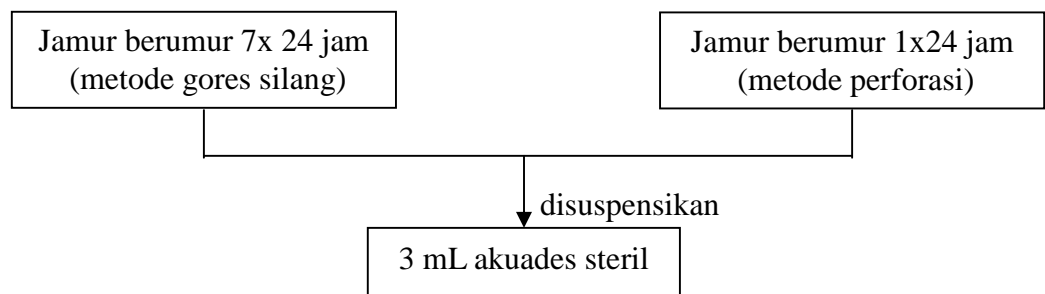 Jamur berumur 7x 24 jam
(metode gores silang)
Jamur berumur 1x24 jam
(metode perforasi)
disuspensikan
3 mL akuades steril